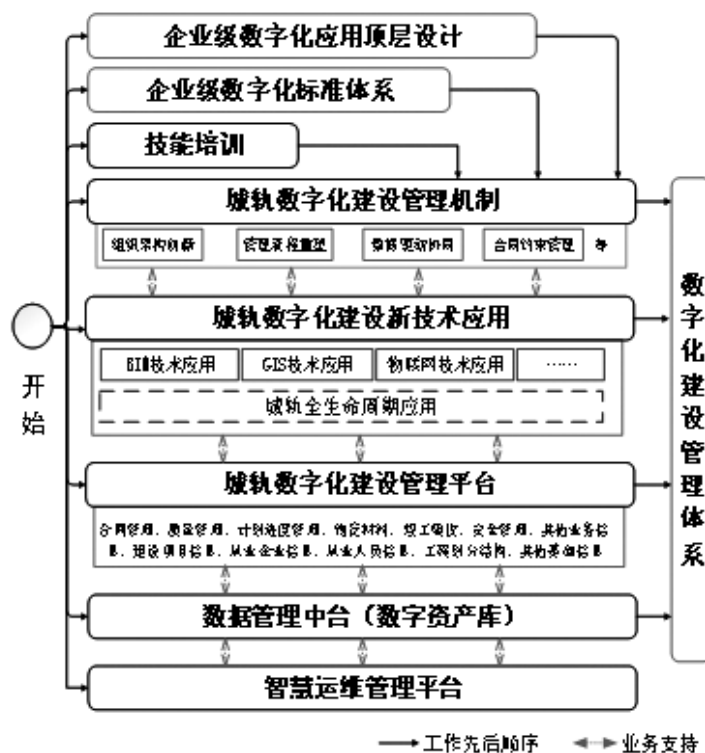 企业级数字化应用顶层设计
企业级数字化标准体系
技能培训
城轨数字化建设管理机制
组织架构创新
管理流程重塑
数据驱动协同
合同约束管理
等
城轨数字化建设新技术应用
BIM技术应用
GIS技术应用
物联网技术应用
……
城轨全生命周期应用
城轨数字化建设管理平台
合同管理、质量管理、计划进度管理、物资材料、竣工验收、安全管理、其他业务信
息、建设项目信息、从业企业信息、从业人员信息、工程划分结构、其他基础信息
数据管理中台（数字资产库）
智慧运维管理平台
开始
数字化建设管理体系
工作先后顺序
业务支持